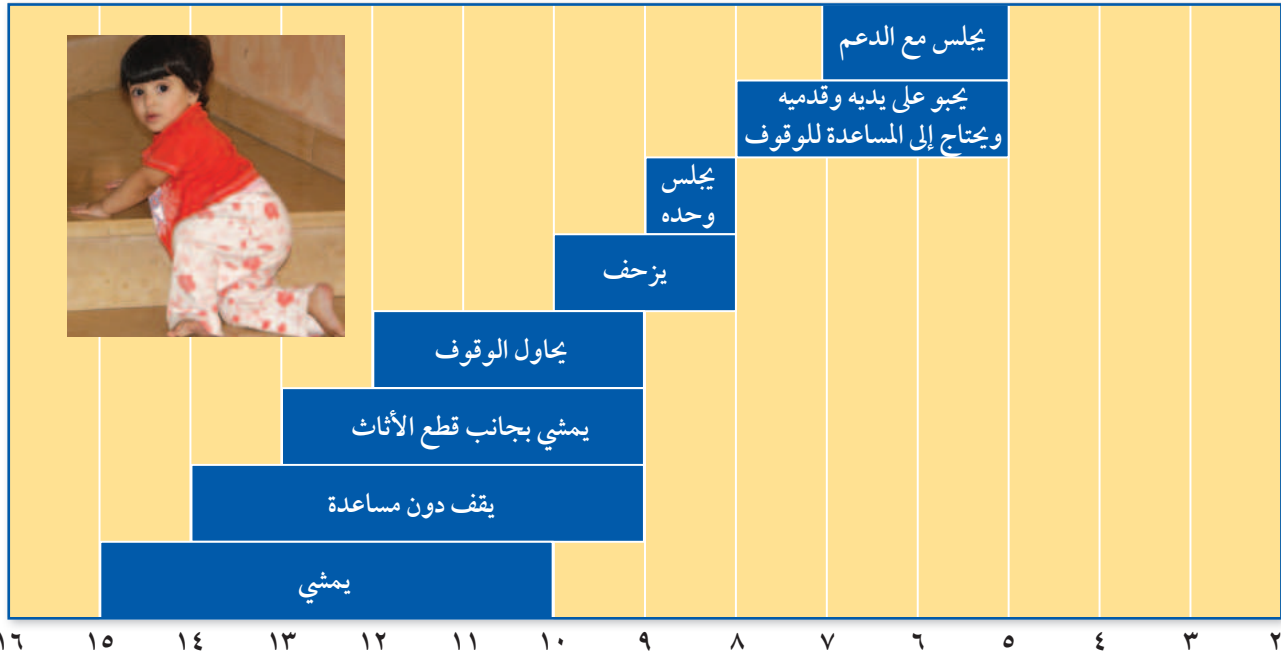 يجلس مع الدعم
يحبو على يديه وقدميه
ويحتاج إلى المساعدة للوقوف
يجلس
وحده
يزحف
يحاول الوقوف
يمشي بجانب قطع الأثاث
يقف دون مساعدة
يمشي
٢ ٣ ٤ ٥ ٦ ٧ ٨ ٩ ١٠ ١١ ١٢ ١٣ ١٤ ١٥ ١٦